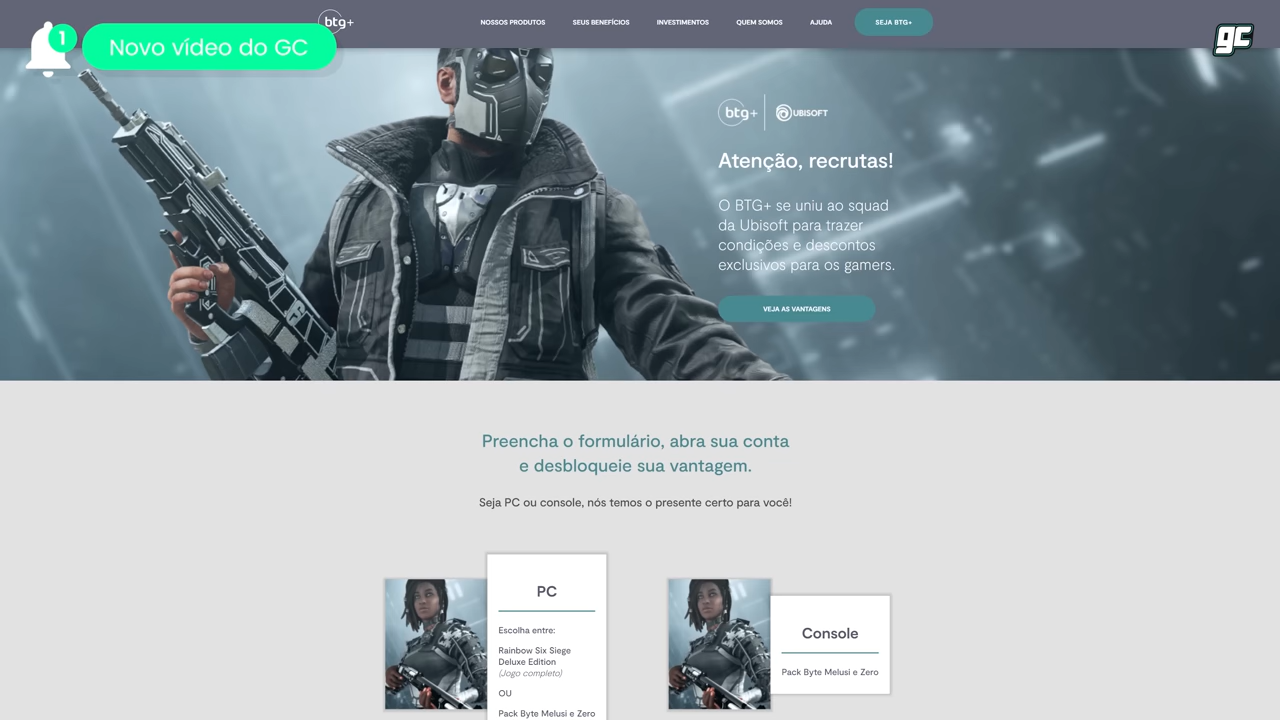 btg+
NOSSOS PRODUTOS
SEUS BENEFÍCIOS
INVESTIMENTOS
QUEM SOMOS
AJUDA
SEJA BTG+
1
Novo vídeo do GC
gc
btg+
UBISOFT
Atenção, recrutas!
O BTG+ se uniu ao squad
da Ubisoft para trazer
condições e descontos
exclusivos para os gamers.
VEJA AS VANTAGENS
Preencha o formulário, abra sua conta
e desbloqueie sua vantagem.
Seja PC ou console, nós temos o presente certo para você!
PC
Escolha entre:
Rainbow Six Siege
Deluxe Edition
(Jogo completo)
OU
Pack Byte Melusi e Zero
Console
Pack Byte Melusi e Zero